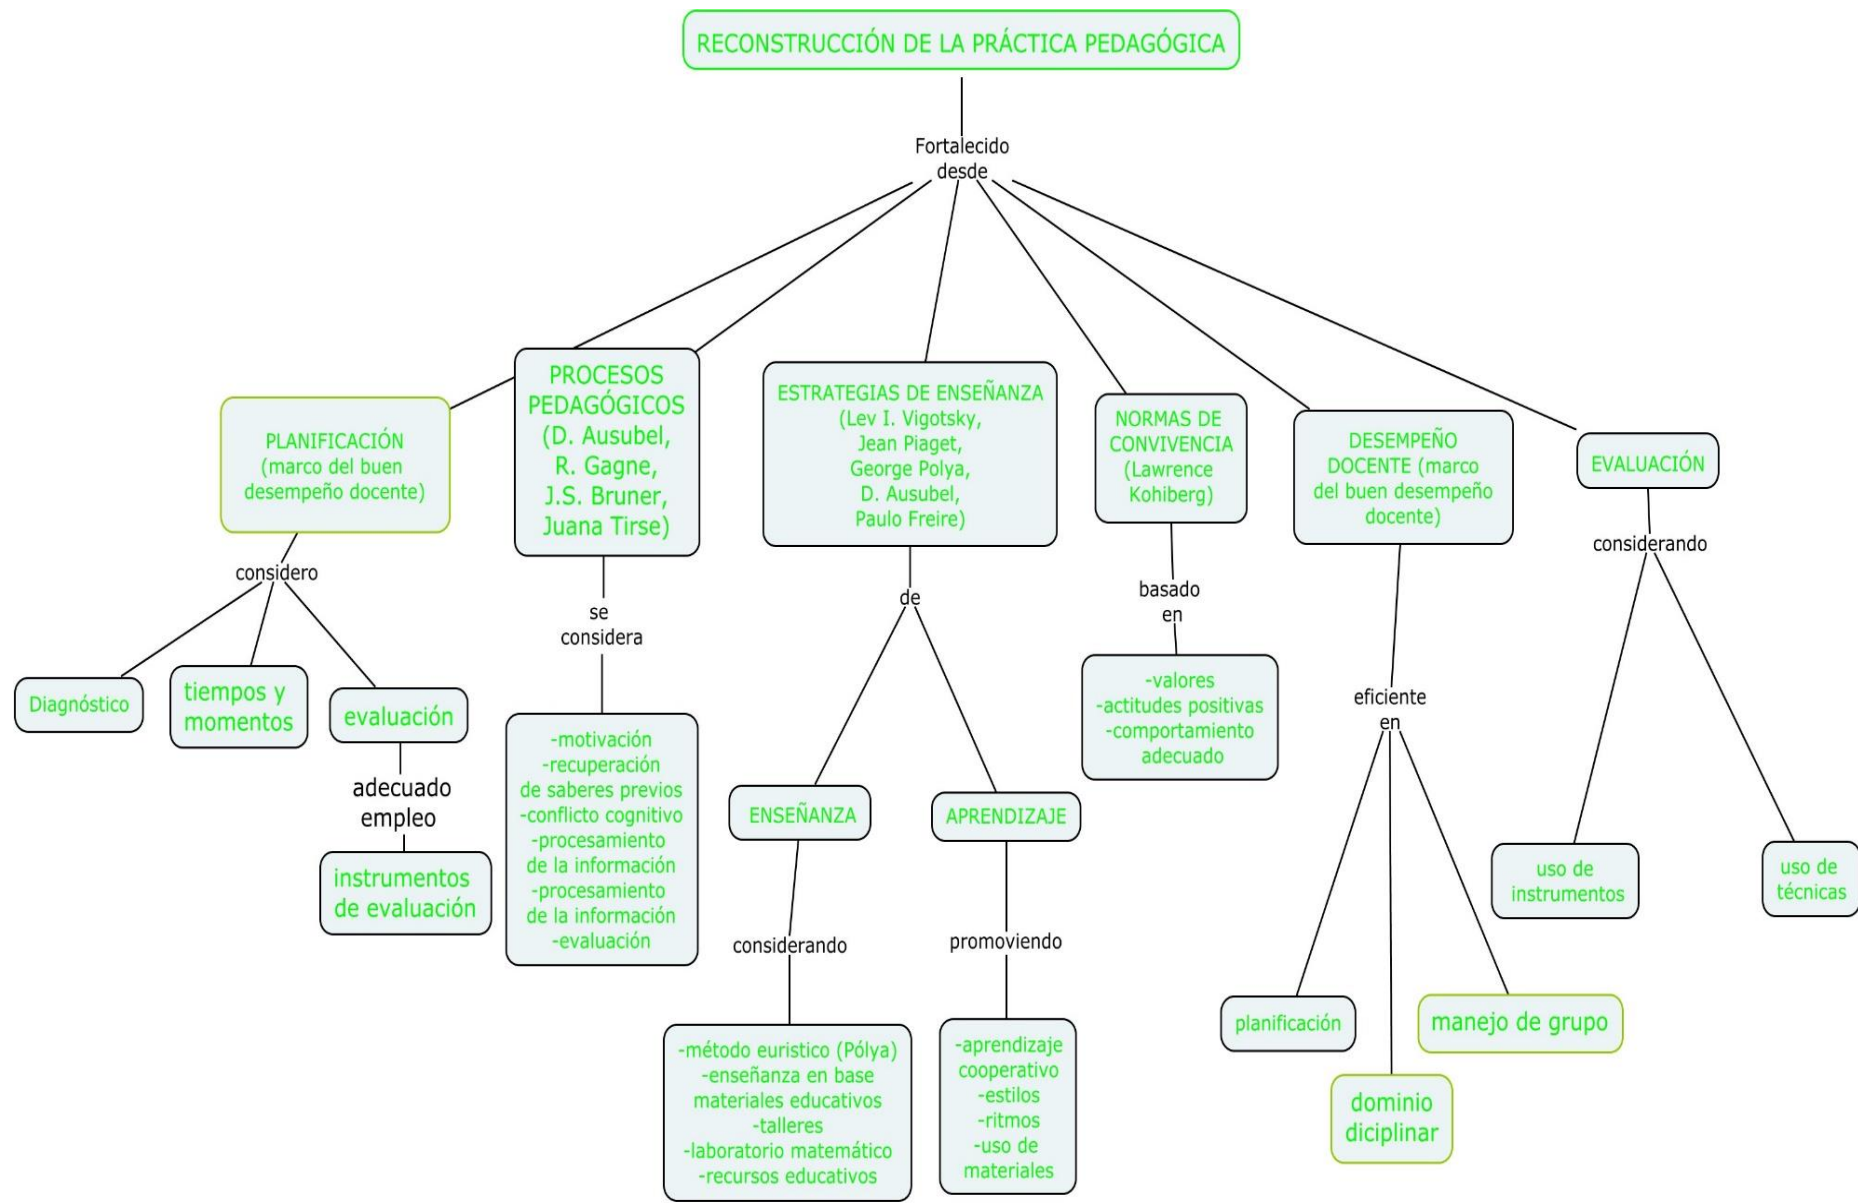 RECONSTRUCCIÓN DE LA PRÁCTICA PEDAGÓGICA
Fortalecido
desde
PLANIFICACIÓN
(marco del buen
desempeño docente)
considero
Diagnóstico
tiempos y
momentos
evaluación
adecuado
empleo
instrumentos
de evaluación
PROCESOS
PEDAGÓGICOS
(D. Ausubel,
R. Gagne,
J.S. Bruner,
Juana Tirse)
se
considera
-motivación
-recuperación
de saberes previos
-conflicto cognitivo
-procesamiento
de la información
-procesamiento
de la información
-evaluación
ESTRATEGIAS DE ENSEÑANZA
(Lev I. Vigotsky,
Jean Piaget,
George Polya,
D. Ausubel,
Paulo Freire)
de
ENSEÑANZA
considerando
-método euristico (Pólya)
-enseñanza en base
materiales educativos
-talleres
-laboratorio matemático
-recursos educativos
APRENDIZAJE
promoviendo
-aprendizaje
cooperativo
-estilos
-ritmos
-uso de
materiales
NORMAS DE
CONVIVENCIA
(Lawrence
Kohiberg)
basado
en
-valores
-actitudes positivas
-comportamiento
adecuado
DESEMPEÑO
DOCENTE (marco
del buen desempeño
docente)
eficiente
en
planificación
dominio
diciplinar
manejo de grupo
EVALUACIÓN
considerando
uso de
instrumentos
uso de
técnicas